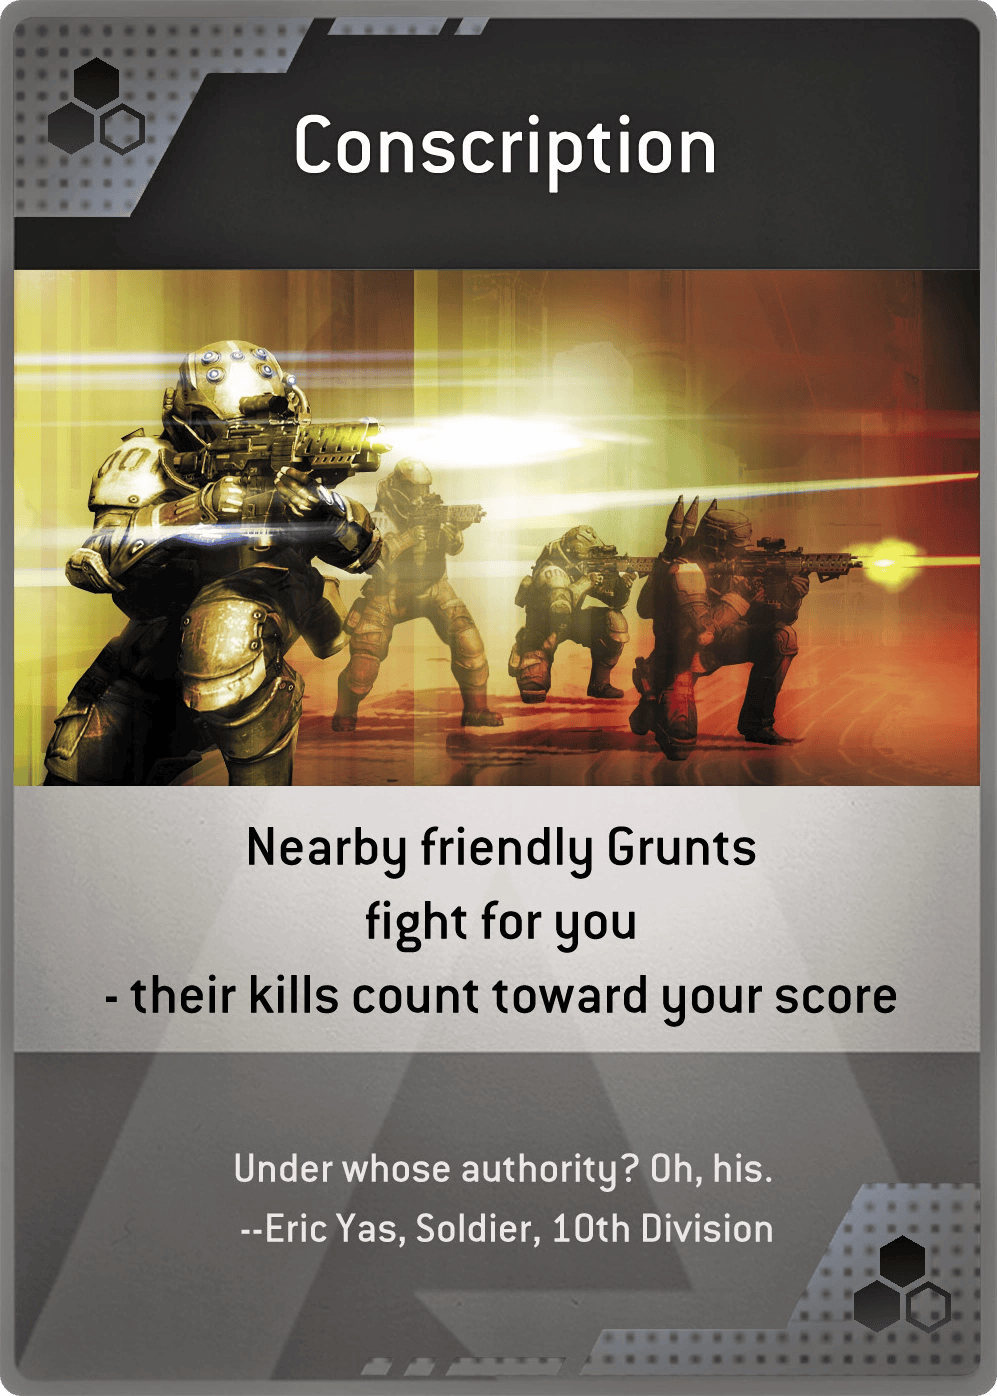 Conscription
Nearby friendly Grunts
fight for you
- their kills count toward your score
Under whose authority? Oh, his.
--Eric Yas, Soldier, 10th Division